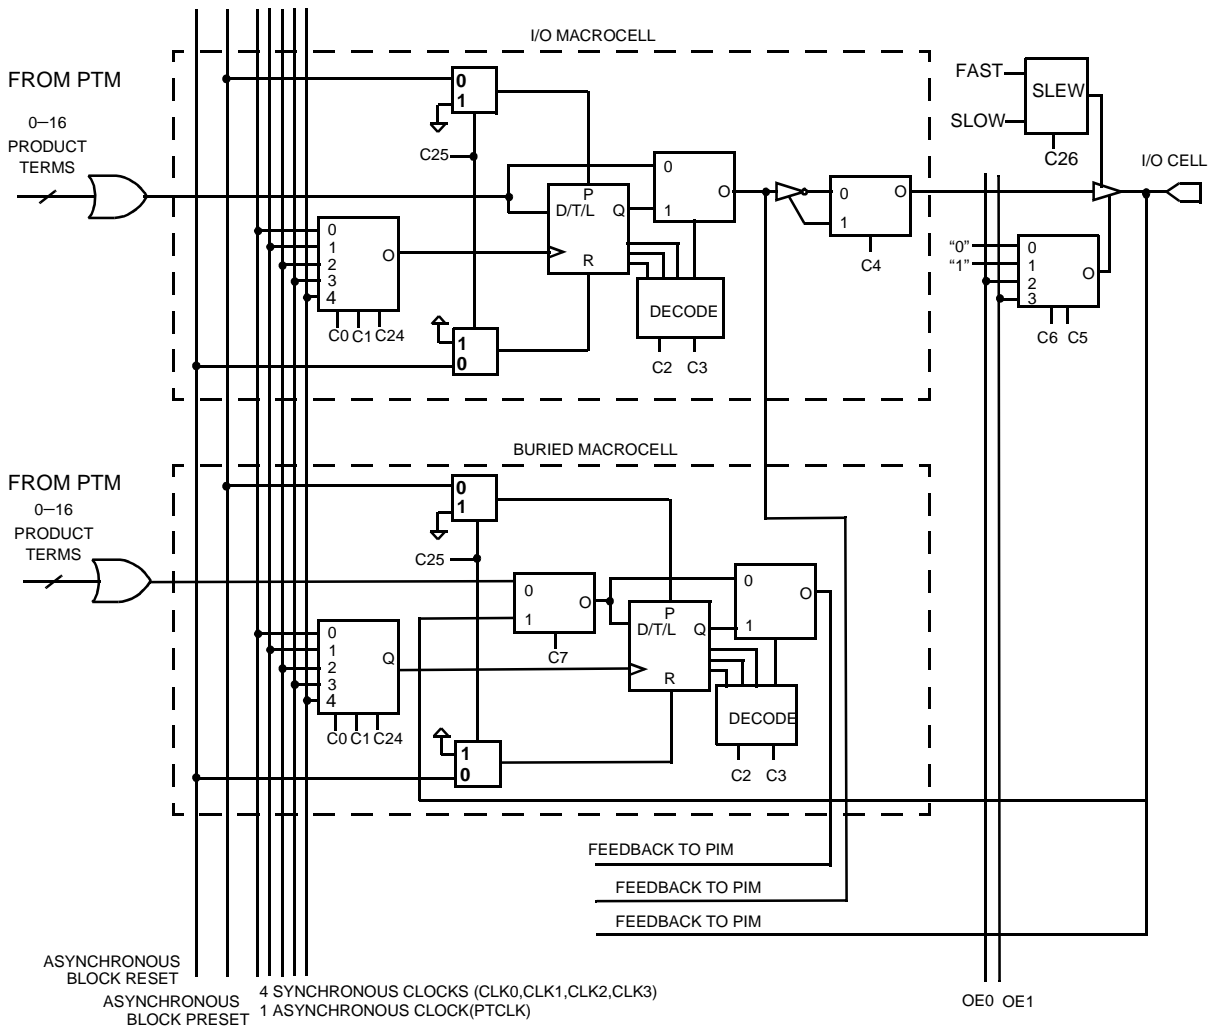 I/O MACROCELL
FROM PTM
0–16
PRODUCT
TERMS
0
1
C25
FAST
SLOW
SLEW
C26
I/O CELL
0
1
O
P
D/T/L
Q
R
0
1
2
3
4
O
C0 C1 C24
DECODE
C2 C3
1
0
0
1
O
C4
“0”
“1”
0
1
2
3
O
C6 C5
BURIED MACROCELL
FROM PTM
0–16
PRODUCT
TERMS
0
1
C25
0
1
O
C7
P
D/T/L
Q
R
0
1
O
0
1
2
3
4
Q
C0 C1 C24
DECODE
C2 C3
1
0
FEEDBACK TO PIM
FEEDBACK TO PIM
FEEDBACK TO PIM
ASYNCHRONOUS
BLOCK RESET
ASYNCHRONOUS
BLOCK PRESET
4 SYNCHRONOUS CLOCKS (CLK0,CLK1,CLK2,CLK3)
1 ASYNCHRONOUS CLOCK(PTCLK)
OE0 OE1